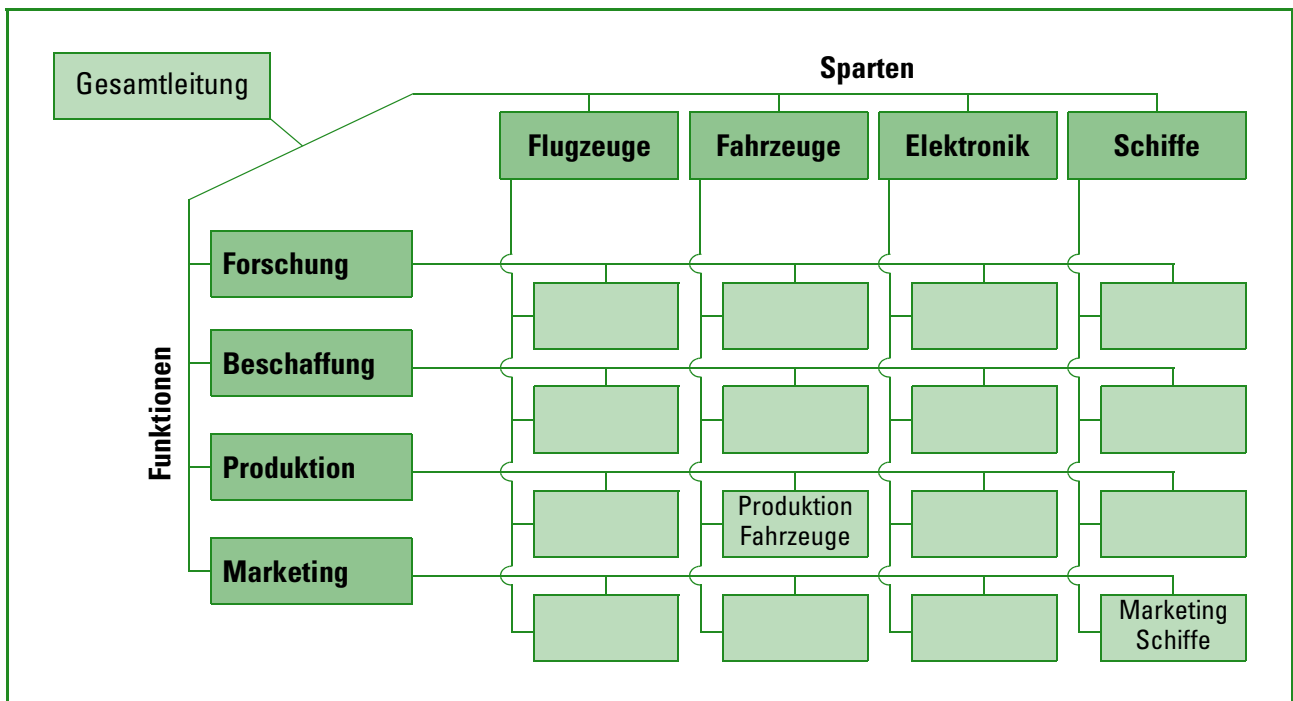 Gesamtleitung
Sparten
Flugzeuge
Fahrzeuge
Elektronik
Schiffe
Funktionen
Forschung
Beschaffung
Produktion
Produktion
Fahrzeuge
Marketing
Marketing
Schiffe